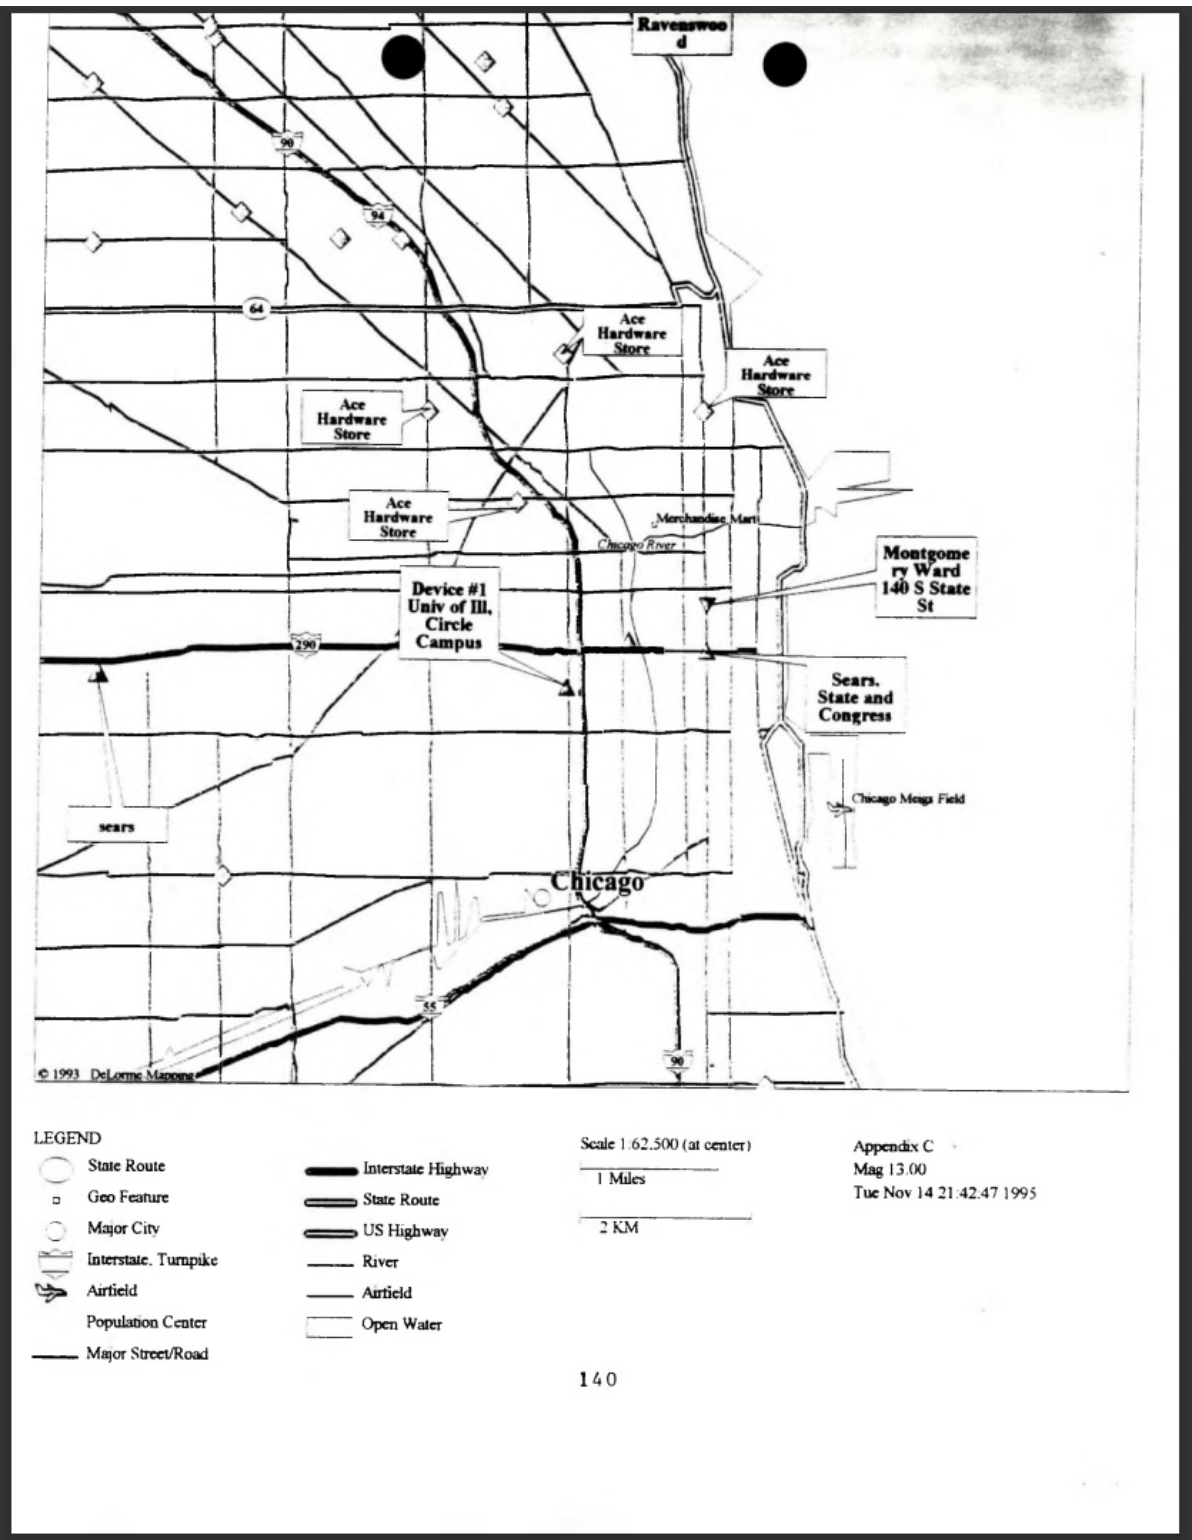 Ravenswoo
d
90
94
64
Ace
Hardware
Store
Ace
Hardware
Store
Ace
Hardware
Store
Ace
Hardware
Store
Merchandise Mart
Chicago River
Montgome
ry Ward
140 S State
St
Device #1
Univ of Ill,
Circle
Campus
290
Sears.
State and
Congress
sears
Chicago Meigs Field
Chicago
55
90
© 1993 DeLorme Mapping
LEGEND
State Route
Geo Feature
Major City
Interstate, Turnpike
Airfield
Population Center
Major Street/Road
Interstate Highway
State Route
US Highway
River
Airfield
Open Water
Scale 1:62,500 (at center)
1 Miles
2 KM
Appendix C
Mag 13.00
Tue Nov 14 21:42:47 1995
140